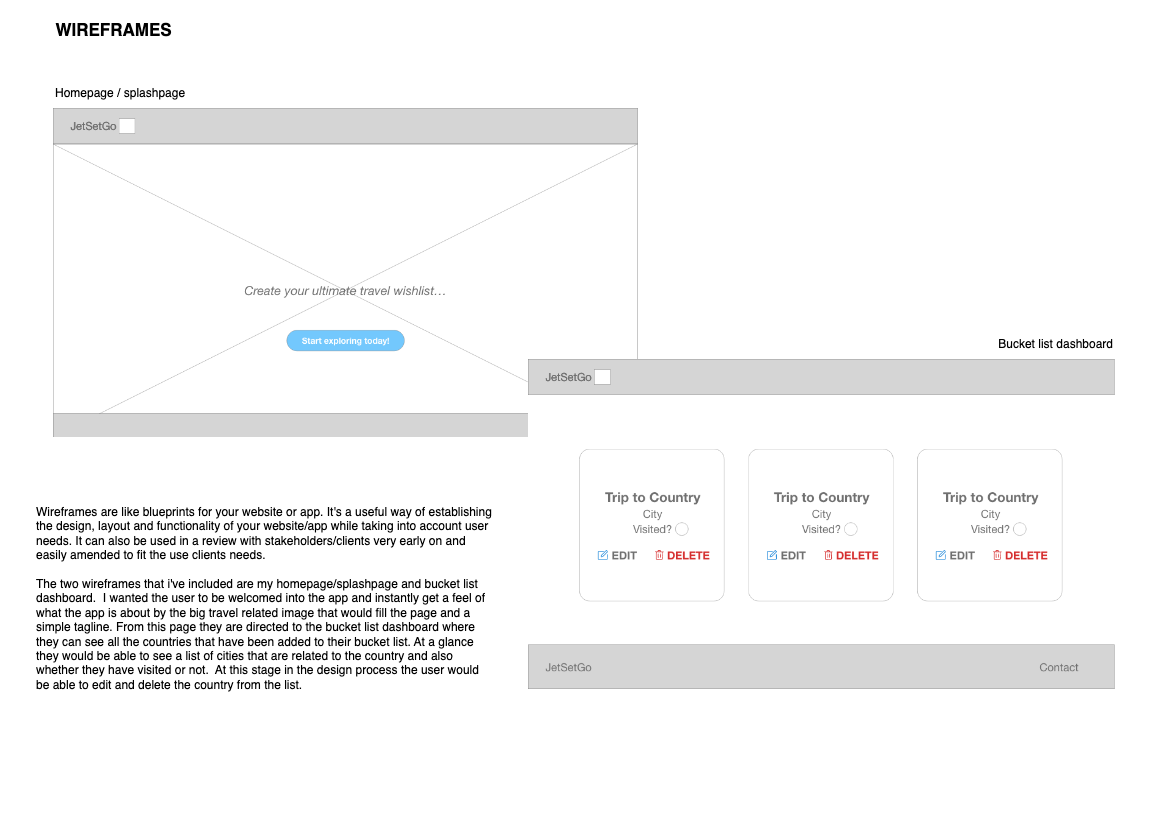 WIREFRAMES
Homepage / splashpage
JetSetGo
Create your ultimate travel wishlist…
Start exploring today!
Bucket list dashboard
JetSetGo
Trip to Country
City
Visited?
EDIT DELETE
Trip to Country
City
Visited?
EDIT DELETE
Trip to Country
City
Visited?
EDIT DELETE
JetSetGo Contact
Wireframes are like blueprints for your website or app. It's a useful way of establishing
the design, layout and functionality of your website/app while taking into account user
needs. It can also be used in a review with stakeholders/clients very early on and
easily amended to fit the use clients needs.
The two wireframes that i've included are my homepage/splashpage and bucket list
dashboard.  I wanted the user to be welcomed into the app and instantly get a feel of
what the app is about by the big travel related image that would fill the page and a
simple tagline. From this page they are directed to the bucket list dashboard where
they can see all the countries that have been added to their bucket list. At a glance
they would be able to see a list of cities that are related to the country and also
whether they have visited or not.  At this stage in the design process the user would
be able to edit and delete the country from the list.